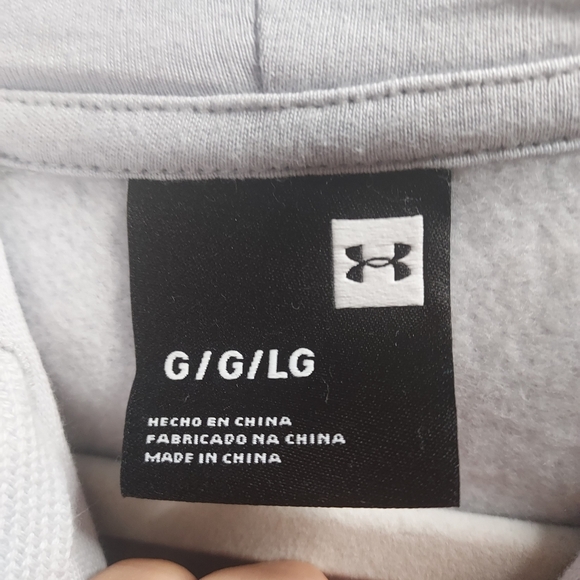 G/G/LG
HECHO EN CHINA
FABRICADO NA CHINA
MADE IN CHINA